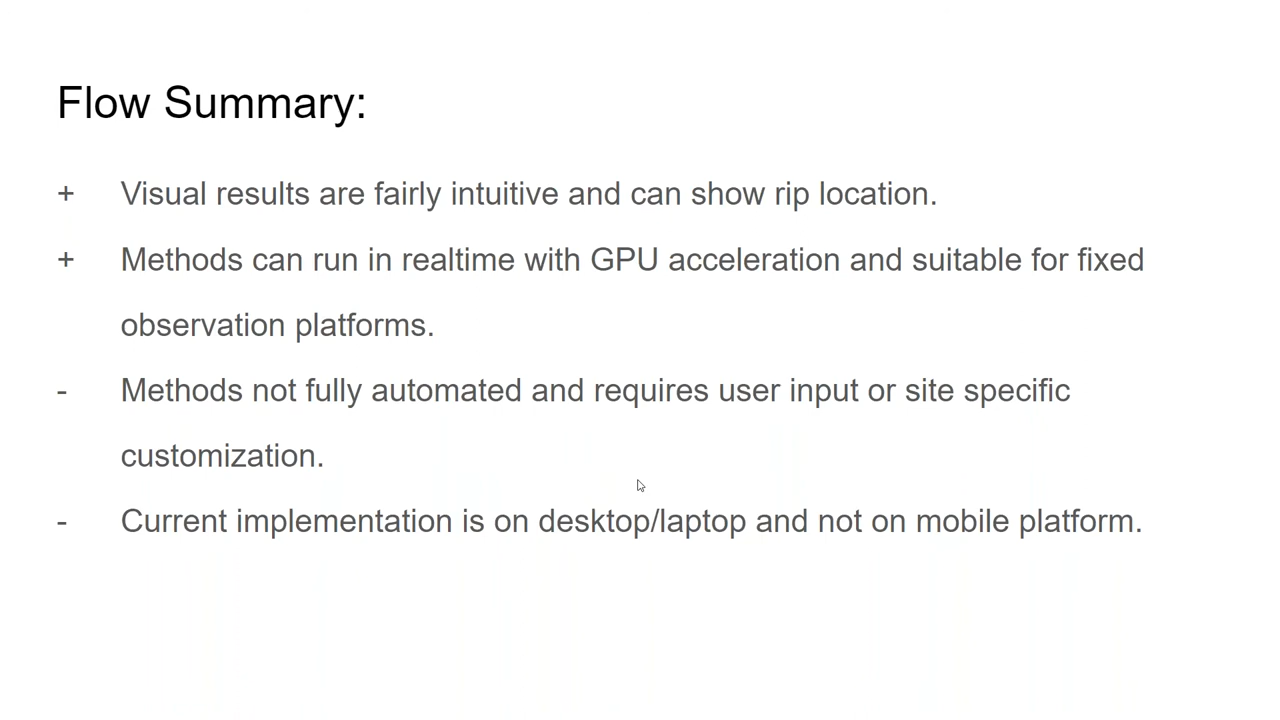 Flow Summary:
+ Visual results are fairly intuitive and can show rip location.
+ Methods can run in realtime with GPU acceleration and suitable for fixed
observation platforms.
- Methods not fully automated and requires user input or site specific
customization.
- Current implementation is on desktop/laptop and not on mobile platform.